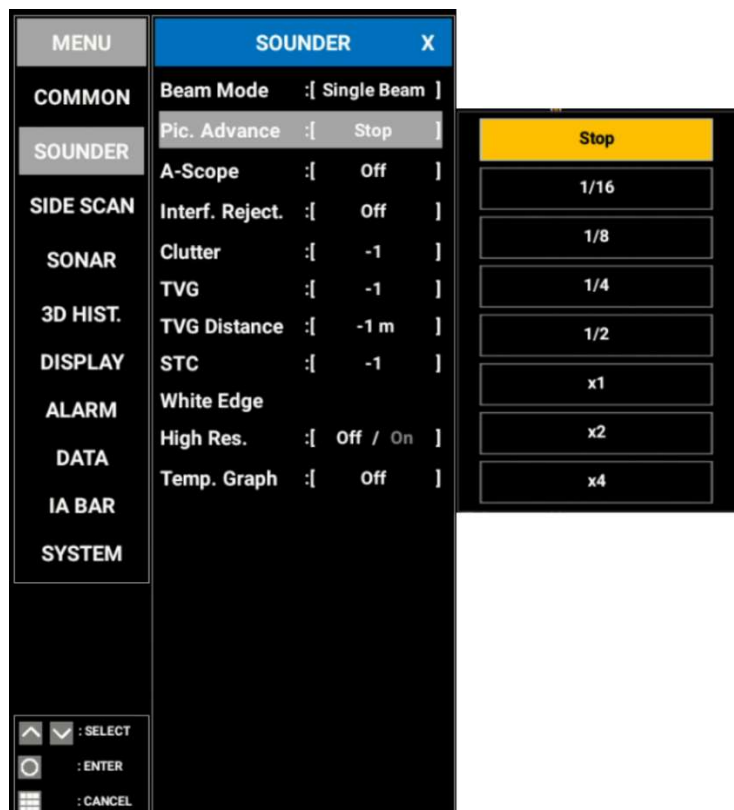 MENU
COMMON
SOUNDER
SIDE SCAN
SONAR
3D HIST.
DISPLAY
ALARM
DATA
IA BAR
SYSTEM
: SELECT
: ENTER
: CANCEL
SOUNDER X
Beam Mode :[ Single Beam ]
Pic. Advance :[ Stop ]
A-Scope :[ Off ]
Interf. Reject. :[ Off ]
Clutter :[ -1 ]
TVG :[ -1 ]
TVG Distance :[ -1 m ]
STC :[ -1 ]
White Edge
High Res. :[ Off / On ]
Temp. Graph :[ Off ]
Stop
1/16
1/8
1/4
1/2
x1
x2
x4